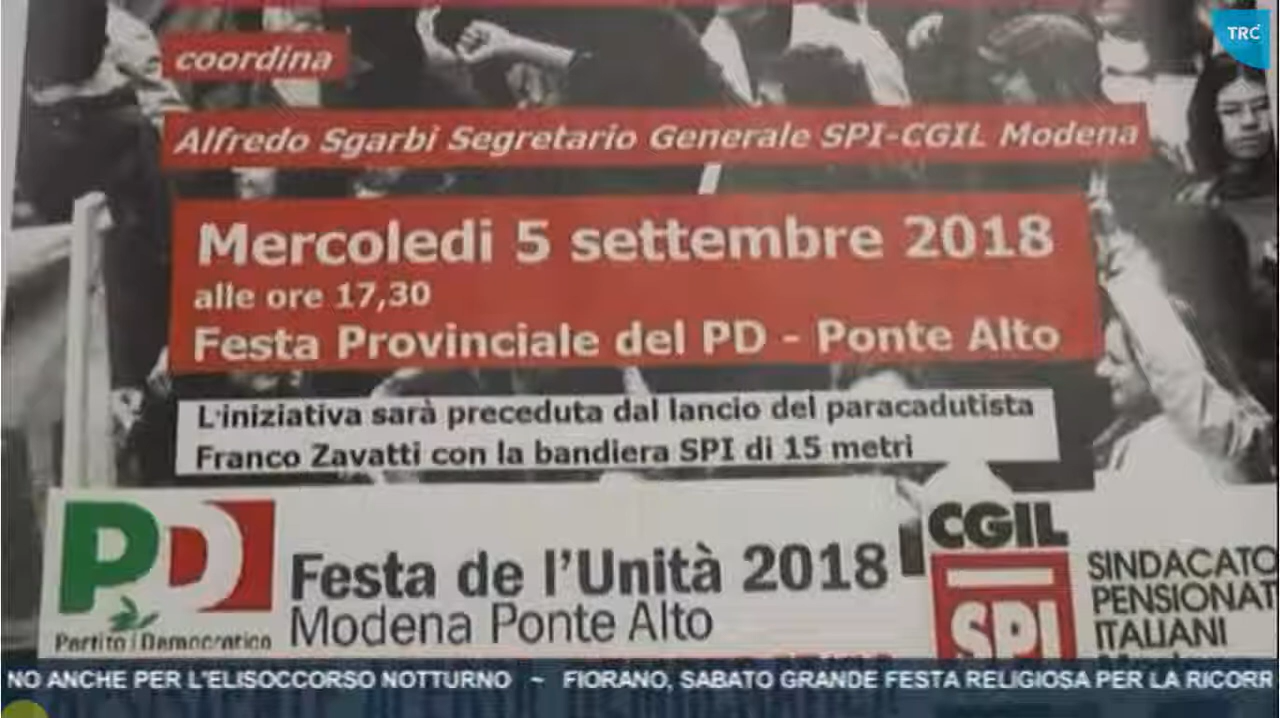 TRC
coordina
Alfredo Sgarbi Segretario Generale SPI-CGIL Modena
Mercoledi 5 settembre 2018
alle ore 17,30
Festa Provinciale del PD - Ponte Alto
L'iniziativa sarà preceduta dal lancio del paracadutista
Franco Zavatti con la bandiera SPI di 15 metri
PD
Partito Democratico
Festa de l'Unità 2018
Modena Ponte Alto
CGIL
SPI
SINDACATO
PENSIONAT
ITALIANI
NO ANCHE PER L'ELISOCCORSO NOTTURNO ~ FIORANO, SABATO GRANDE FESTA RELIGIOSA PER LA RICORR